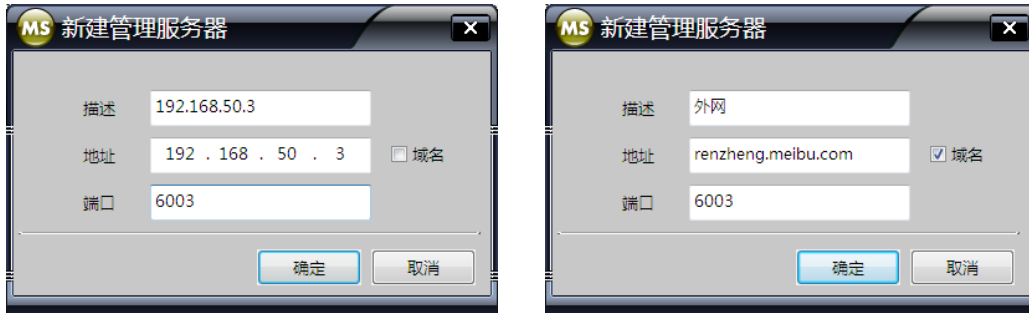 MS 新建管理服务器
描述 192.168.50.3
地址 192 . 168 . 50 . 3 域名
端口 6003
确定 取消
MS 新建管理服务器
描述 外网
地址 renzheng.meibu.com 域名
端口 6003
确定 取消